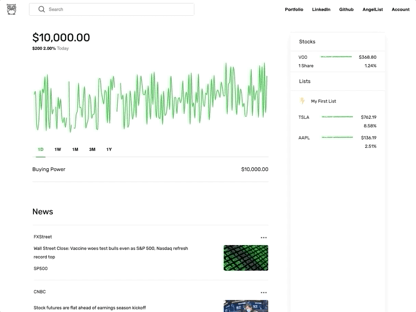 Search
Portfolio LinkedIn Github AngelList Account
$10,000.00
$200 2.00% Today
1W 1M 3M 1Y
Buying Power $10,000.00
News
FXStreet
Wall Street Close: Vaccine woes test bulls even as S&P 500, Nasdaq refresh
record top
SP500
CNBC
Stock futures are flat ahead of earnings season kickoff
Stocks
VOO $368.80
1 Share 1.24%
Lists
My First List
TSLA $762.19
8.58%
AAPL $136.19
2.51%